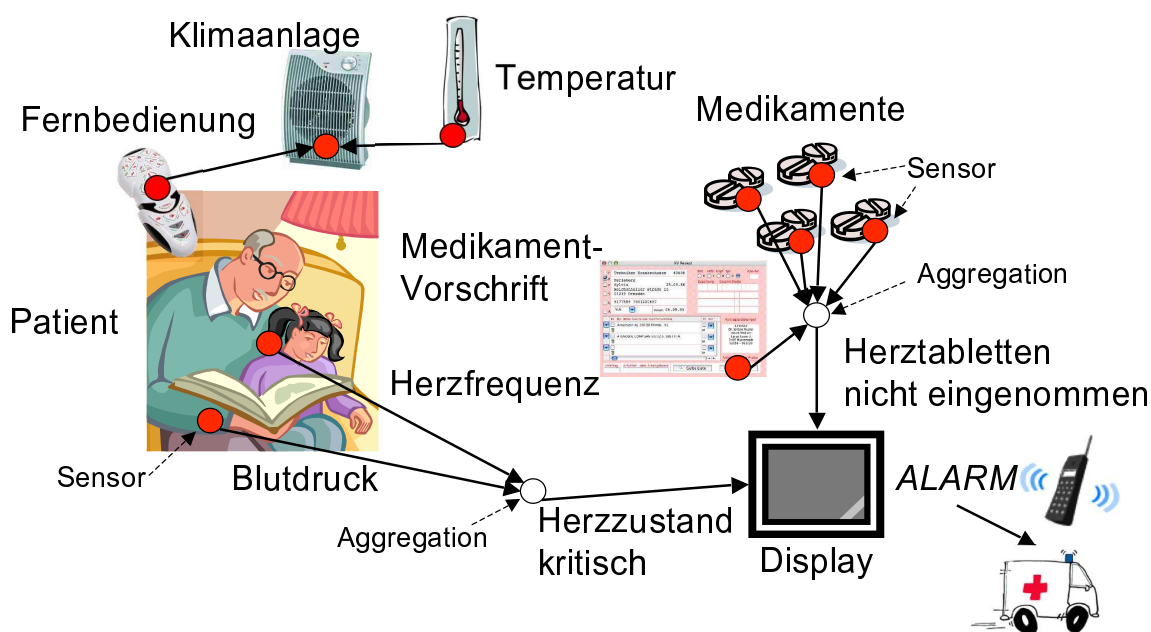 Klimaanlage
Temperatur
Fernbedienung
Medikamente
Sensor
Medikament-
Vorschrift
Aggregation
Patient
Herztabletten
nicht eingenommen
Herzfrequenz
Sensor
Blutdruck
ALARM
Aggregation
Herzzustand
kritisch
Display